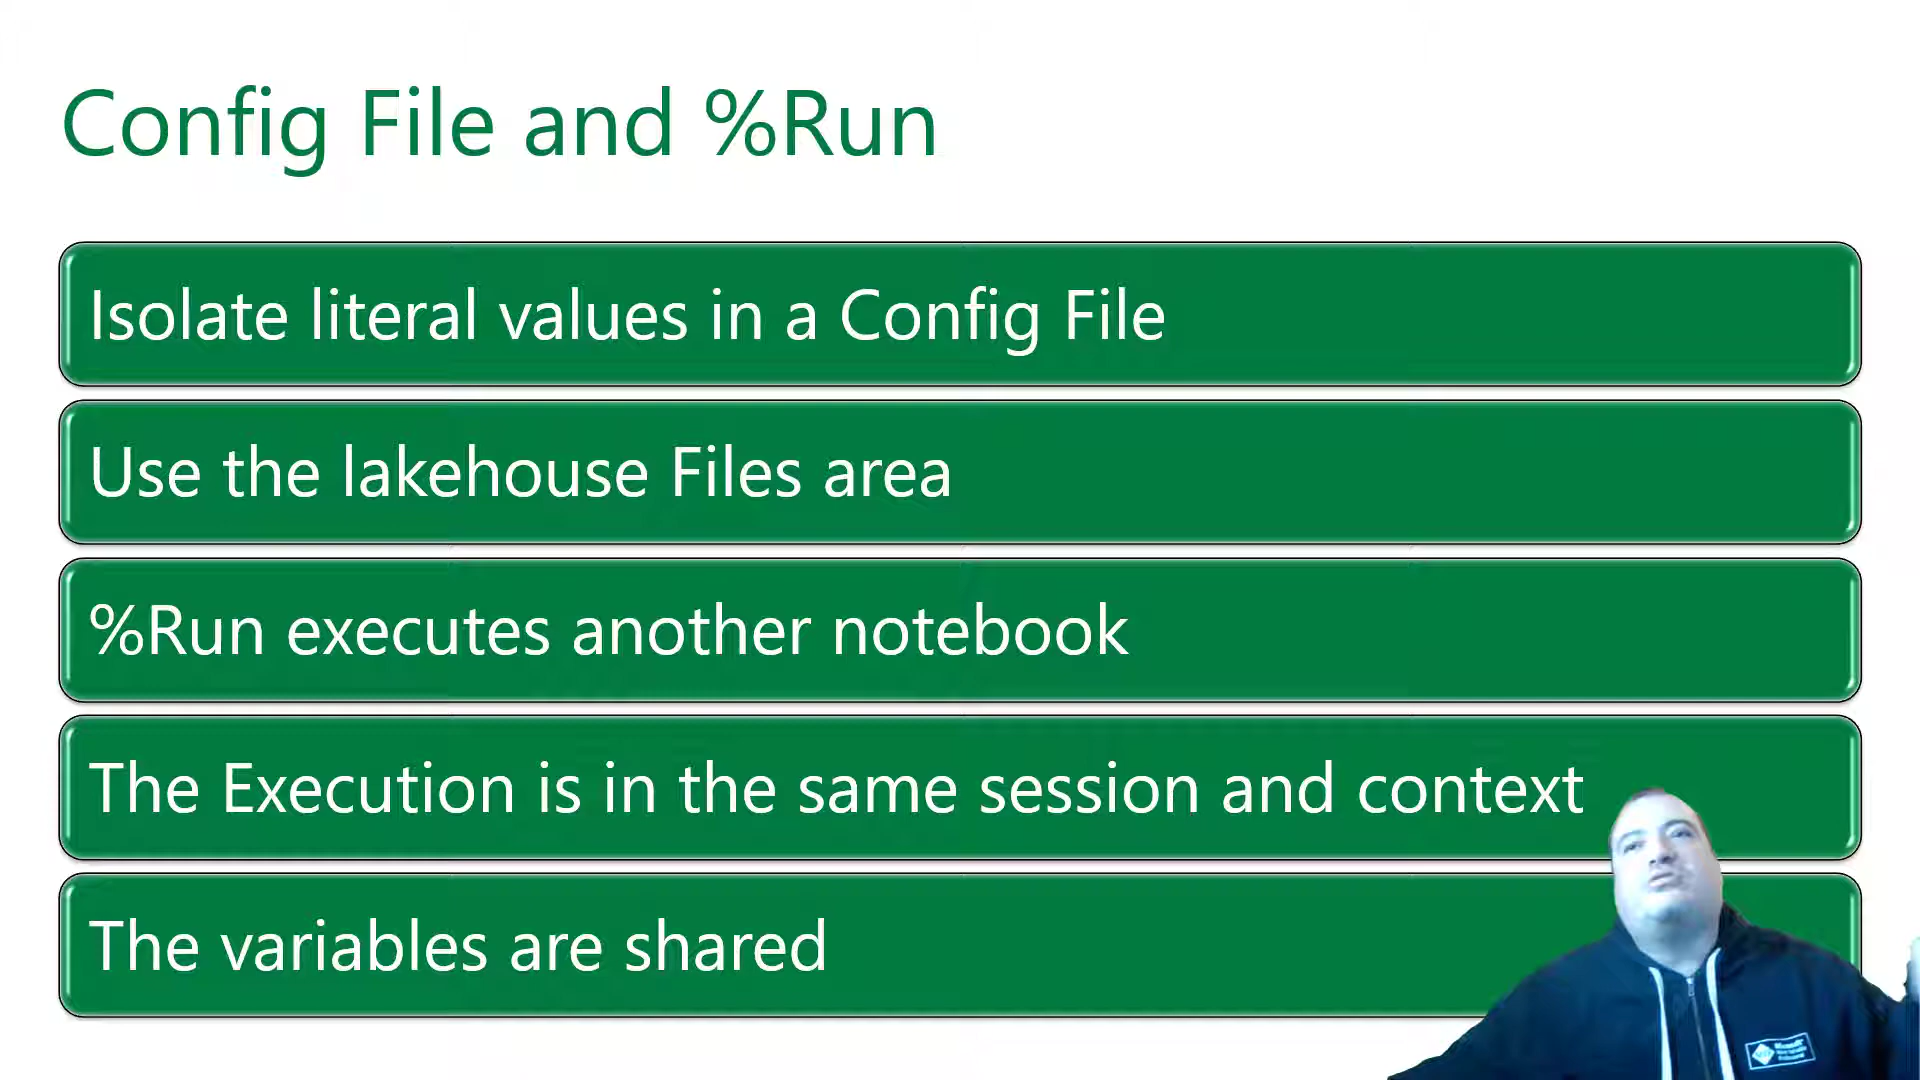 Config File and %Run
Isolate literal values in a Config File
Use the lakehouse Files area
%Run executes another notebook
The Execution is in the same session and context
The variables are shared
Microsoft